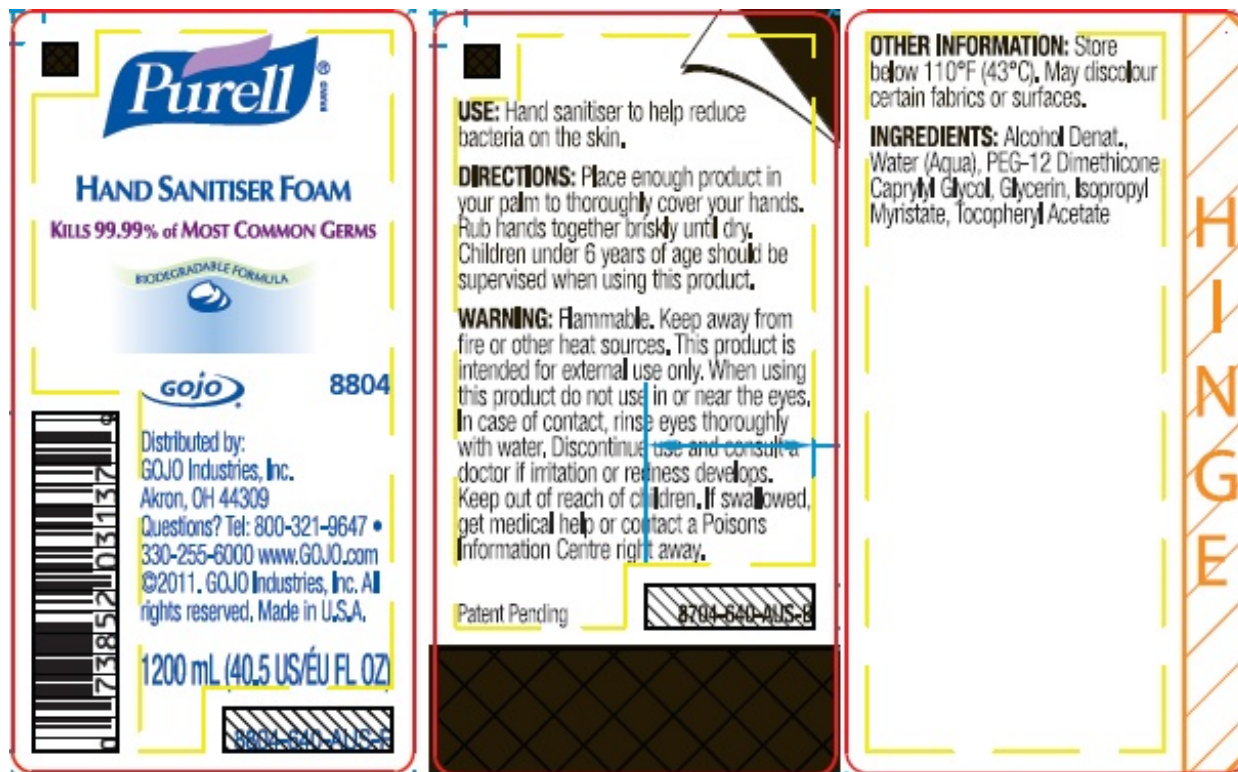 Purell®
BRAND
HAND SANITISER FOAM
KILLS 99.99% of MOST COMMON GERMS
BIODEGRADABLE FORMULA
GOJO
8804
Distributed by:
GOJO Industries, Inc.
Akron, OH 44309
Questions? Tel: 800-321-9647 •
330-255-6000 www.GOJO.com
©2011. GOJO Industries, Inc. All
rights reserved. Made in U.S.A.
1200 mL (40.5 US/ÉU FL OZ)
0 73852 03137 9
USE: Hand sanitiser to help reduce
bacteria on the skin.
DIRECTIONS: Place enough product in
your palm to thoroughly cover your hands.
Rub hands together briskly until dry.
Children under 6 years of age should be
supervised when using this product.
WARNING: Flammable. Keep away from
fire or other heat sources. This product is
intended for external use only. When using
this product do not use in or near the eyes.
In case of contact, rinse eyes thoroughly
with water. Discontinue use and consult a
doctor if irritation or redness develops.
Keep out of reach of children. If swallowed,
get medical help or contact a Poisons
Information Centre right away.
Patent Pending
8704-640-AUS-
OTHER INFORMATION: Store
below 110°F (43°C). May discolour
certain fabrics or surfaces.
INGREDIENTS: Alcohol Denat.,
Water (Aqua), PEG-12 Dimethicone
Caprylyl Glycol, Glycerin, Isopropyl
Myristate, Tocopheryl Acetate
HINGE